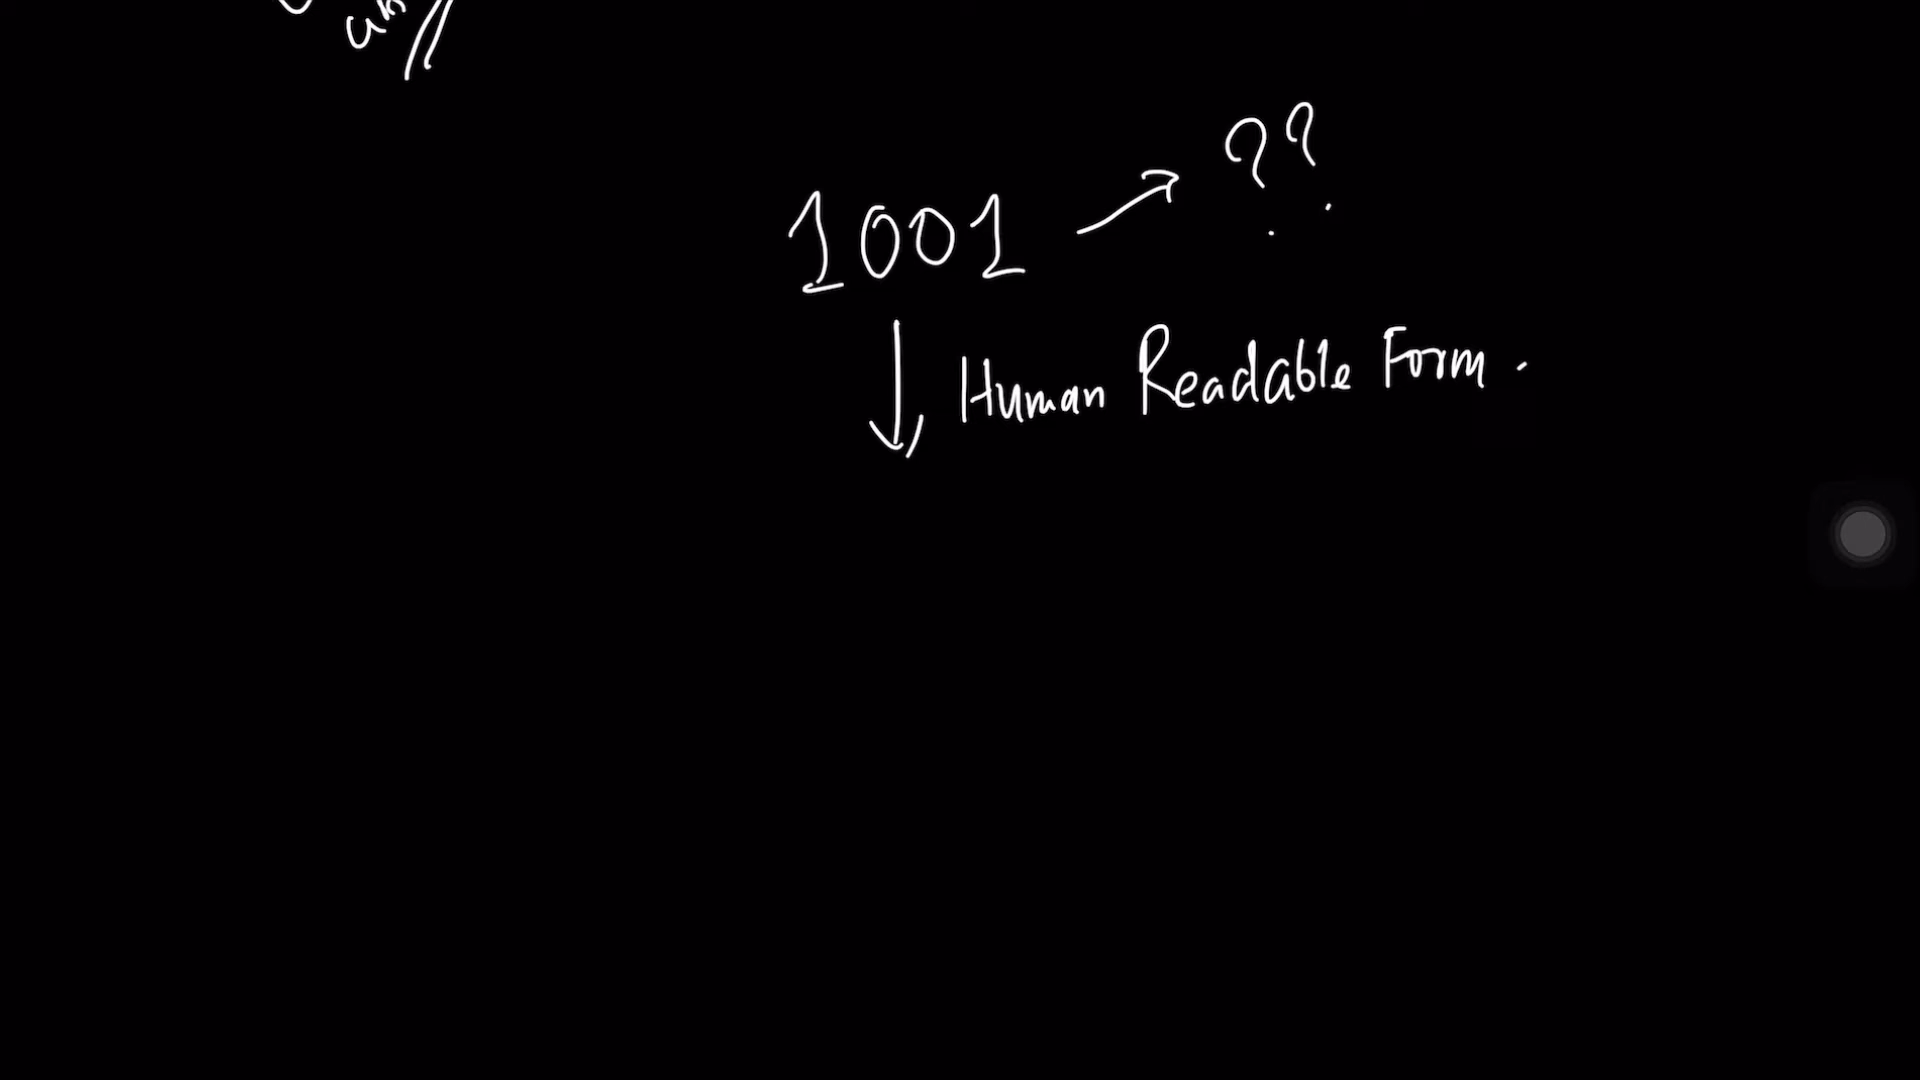 1001 → ??
↓ Human Readable Form.